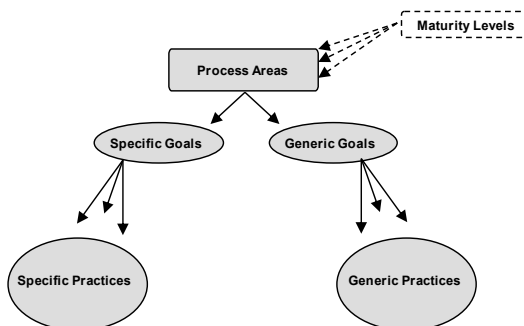 Maturity Levels
Process Areas
Specific Goals
Generic Goals
Specific Practices
Generic Practices